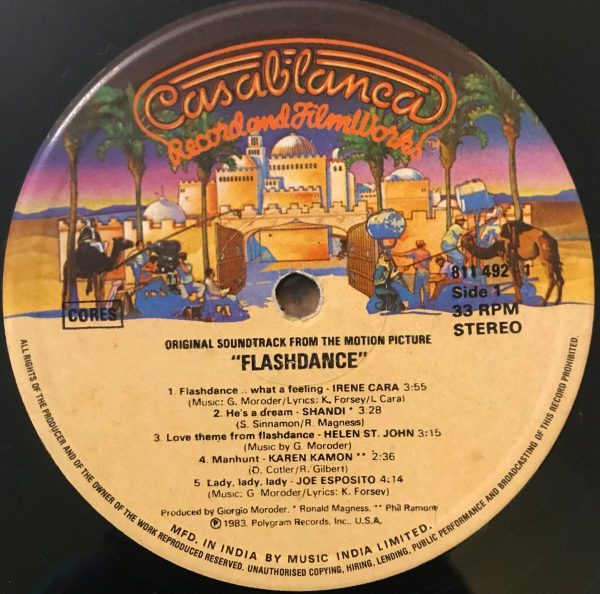 Casablanca
Record and FilmWorks
TM
CORES
811 492 1
Side 1
33 RPM
STEREO
ORIGINAL SOUNDTRACK FROM THE MOTION PICTURE
"FLASHDANCE"
1. Flashdance .. what a feeling - IRENE CARA 3:55
(Music: G. Moroder/Lyrics: K. Forsey/I. Cara)
2. He's a dream - SHANDI * 3:28
(S. Sinnamon/R. Magness)
3. Love theme from flashdance - HELEN ST. JOHN 3:15
(Music by G. Moroder)
4. Manhunt - KAREN KAMON ** 2:36
(D. Cotler/R. Gilbert)
5. Lady, lady, lady - JOE ESPOSITO 4:14
(Music: G Moroder/Lyrics: K. Forsey)
Produced by Giorgio Moroder, * Ronald Magness, ** Phil Ramone
Ⓟ 1983, Polygram Records, Inc., U.S.A.
MFD. IN INDIA BY MUSIC INDIA LIMITED.
ALL RIGHTS OF THE PRODUCER AND OF THE OWNER OF THE WORK REPRODUCED RESERVED. UNAUTHORISED COPYING, HIRING, LENDING, PUBLIC PERFORMANCE AND BROADCASTING OF THIS RECORD PROHIBITED.